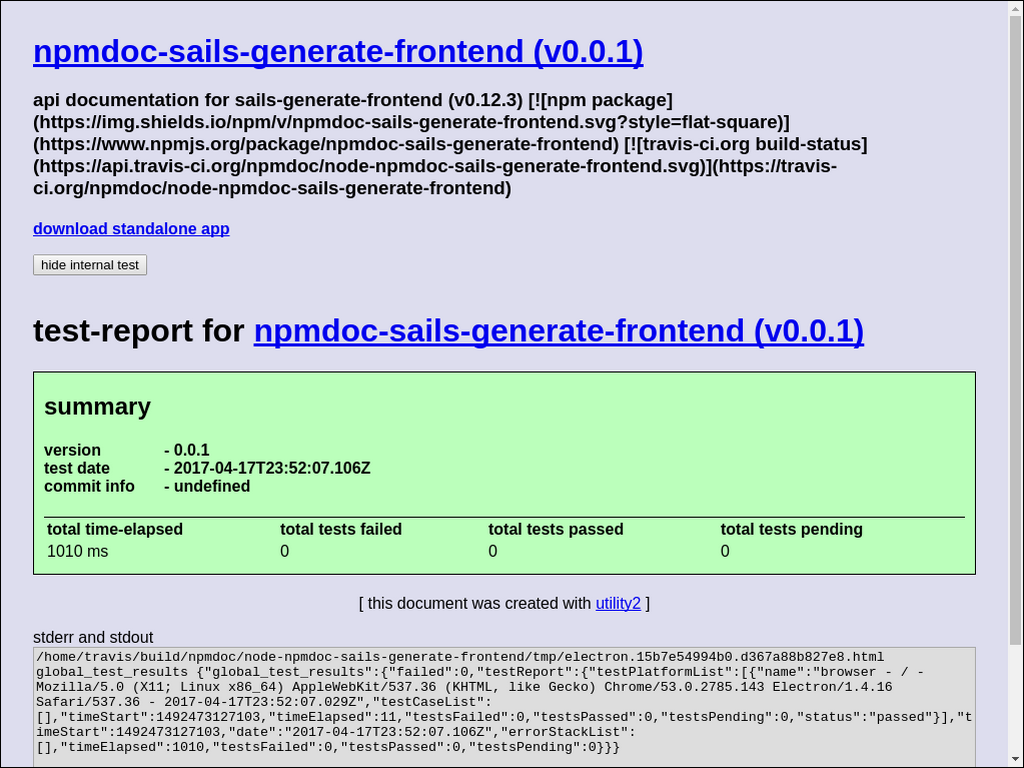 npmdoc-sails-generate-frontend (v0.0.1)
api documentation for sails-generate-frontend (v0.12.3) [![npm package]
(https://img.shields.io/npm/v/npmdoc-sails-generate-frontend.svg?style=flat-square)]
(https://www.npmjs.org/package/npmdoc-sails-generate-frontend) [![travis-ci.org build-status]
(https://api.travis-ci.org/npmdoc/node-npmdoc-sails-generate-frontend.svg)](https://travis-
ci.org/npmdoc/node-npmdoc-sails-generate-frontend)
download standalone app
hide internal test
test-report for npmdoc-sails-generate-frontend (v0.0.1)
summary
version - 0.0.1
test date - 2017-04-17T23:52:07.106Z
commit info - undefined
total time-elapsed total tests failed total tests passed total tests pending
1010 ms 0 0 0
[ this document was created with utility2 ]
stderr and stdout
/home/travis/build/npmdoc/node-npmdoc-sails-generate-frontend/tmp/electron.15b7e54994b0.d367a88b827e8.html
global_test_results {"global_test_results":{"failed":0,"testReport":{"testPlatformList":[{"name":"browser - / -
Mozilla/5.0 (X11; Linux x86_64) AppleWebKit/537.36 (KHTML, like Gecko) Chrome/53.0.2785.143 Electron/1.4.16
Safari/537.36 - 2017-04-17T23:52:07.029Z","testCaseList":
[],"timeStart":1492473127103,"timeElapsed":11,"testsFailed":0,"testsPassed":0,"testsPending":0,"status":"passed"}],"t
imeStart":1492473127103,"date":"2017-04-17T23:52:07.106Z","errorStackList":
[],"timeElapsed":1010,"testsFailed":0,"testsPassed":0,"testsPending":0}}}